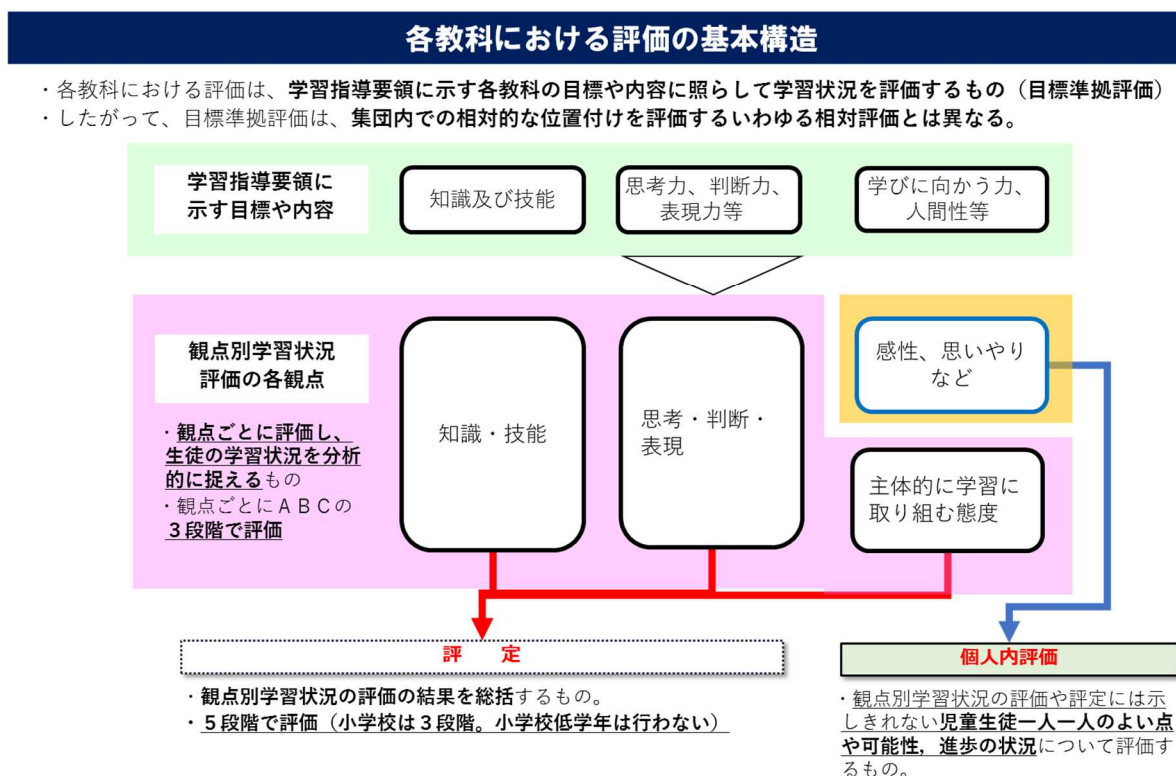 各教科における評価の基本構造
・各教科における評価は、学習指導要領に示す各教科の目標や内容に照らして学習状況を評価するもの（目標準拠評価）
・したがって、目標準拠評価は、集団内での相対的な位置付けを評価するいわゆる相対評価とは異なる。
学習指導要領に
示す目標や内容
知識及び技能
思考力、判断力、
表現力等
学びに向かう力、
人間性等
観点別学習状況
評価の各観点
・観点ごとに評価し、
生徒の学習状況を分析
的に捉えるもの
・観点ごとにＡＢＣの
３段階で評価
知識・技能
思考・判断・
表現
感性、思いやり
など
主体的に学習に
取り組む態度
評　定
・観点別学習状況の評価の結果を総括するもの。
・５段階で評価（小学校は３段階。小学校低学年は行わない）
個人内評価
・観点別学習状況の評価や評定には示
しきれない児童生徒一人一人のよい点
や可能性，進歩の状況について評価す
るもの。